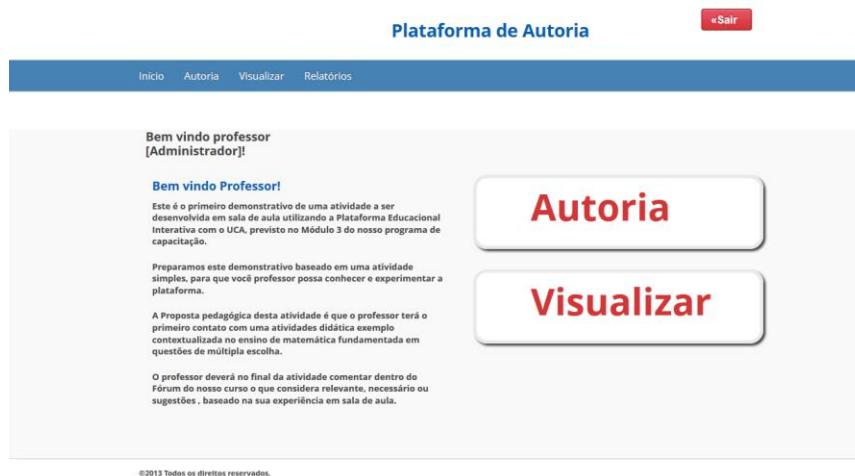 Plataforma de Autoria
«Sair
Início Autoria Visualizar Relatórios
Bem vindo professor
[Administrador]!
Bem vindo Professor!
Este é o primeiro demonstrativo de uma atividade a ser
desenvolvida em sala de aula utilizando a Plataforma Educacional
Interativa com o UCA, previsto no Módulo 3 do nosso programa de
capacitação.
Preparamos este demonstrativo baseado em uma atividade
simples, para que você professor possa conhecer e experimentar a
plataforma.
A Proposta pedagógica desta atividade é que o professor terá o
primeiro contato com uma atividades didática exemplo
contextualizada no ensino de matemática fundamentada em
questões de múltipla escolha.
O professor deverá no final da atividade comentar dentro do
Fórum do nosso curso o que considera relevante, necessário ou
sugestões , baseado na sua experiência em sala de aula.
Autoria
Visualizar
©2013 Todos os direitos reservados.